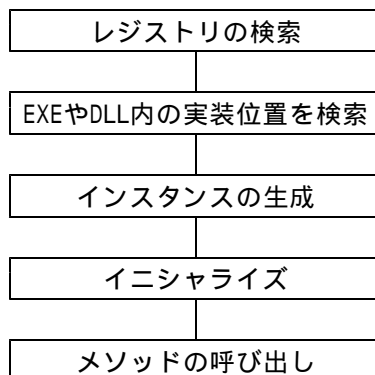 レジストリの検索
EXEやDLL内の実装位置を検索
インスタンスの生成
イニシャライズ
メソッドの呼び出し